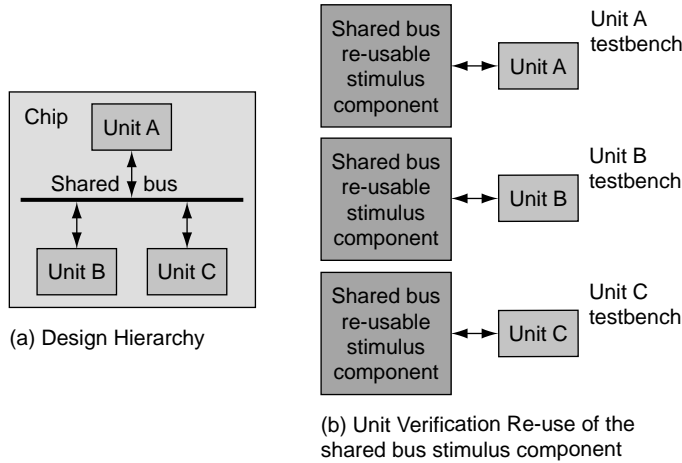 Chip
Unit A
Shared bus
Unit B
Unit C
(a) Design Hierarchy
Shared bus
re-usable
stimulus
component
Unit A
Unit A
testbench
Shared bus
re-usable
stimulus
component
Unit B
Unit B
testbench
Shared bus
re-usable
stimulus
component
Unit C
Unit C
testbench
(b) Unit Verification Re-use of the
shared bus stimulus component